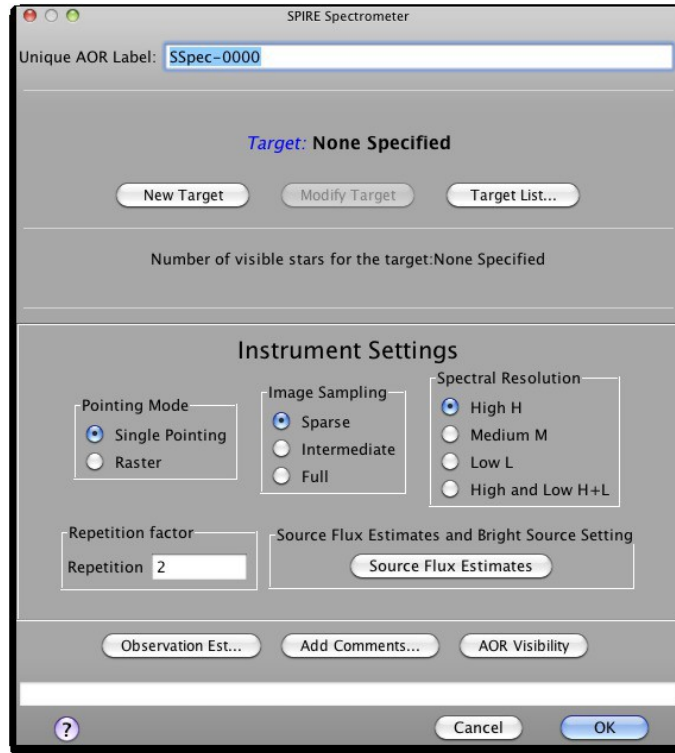 SPIRE Spectrometer
Unique AOR Label: SSpec-0000
Target: None Specified
New Target Modify Target Target List...
Number of visible stars for the target:None Specified
Instrument Settings
Pointing Mode
Single Pointing
Raster
Image Sampling
Sparse
Intermediate
Full
Spectral Resolution
High H
Medium M
Low L
High and Low H+L
Repetition factor
Repetition 2
Source Flux Estimates and Bright Source Setting
Source Flux Estimates
Observation Est... Add Comments... AOR Visibility
? Cancel OK